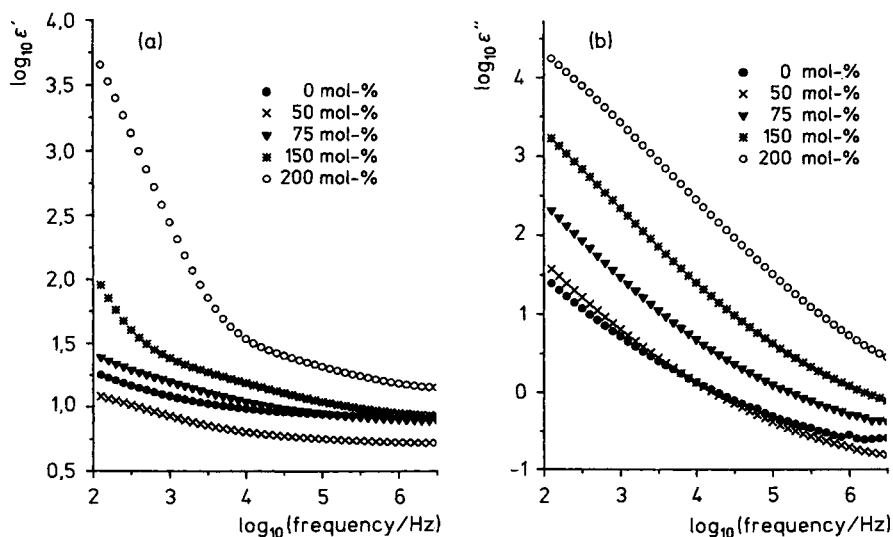 (a)
log10 ε'
4,0
3,5
3,0
2,5
2,0
1,5
1,0
0,5
● 0 mol-%
× 50 mol-%
▼ 75 mol-%
✳ 150 mol-%
○ 200 mol-%
2 3 4 5 6
log10(frequency/Hz)
(b)
log10 ε"
4
3
2
1
0
-1
● 0 mol-%
× 50 mol-%
▼ 75 mol-%
✳ 150 mol-%
○ 200 mol-%
2 3 4 5 6
log10(frequency/Hz)